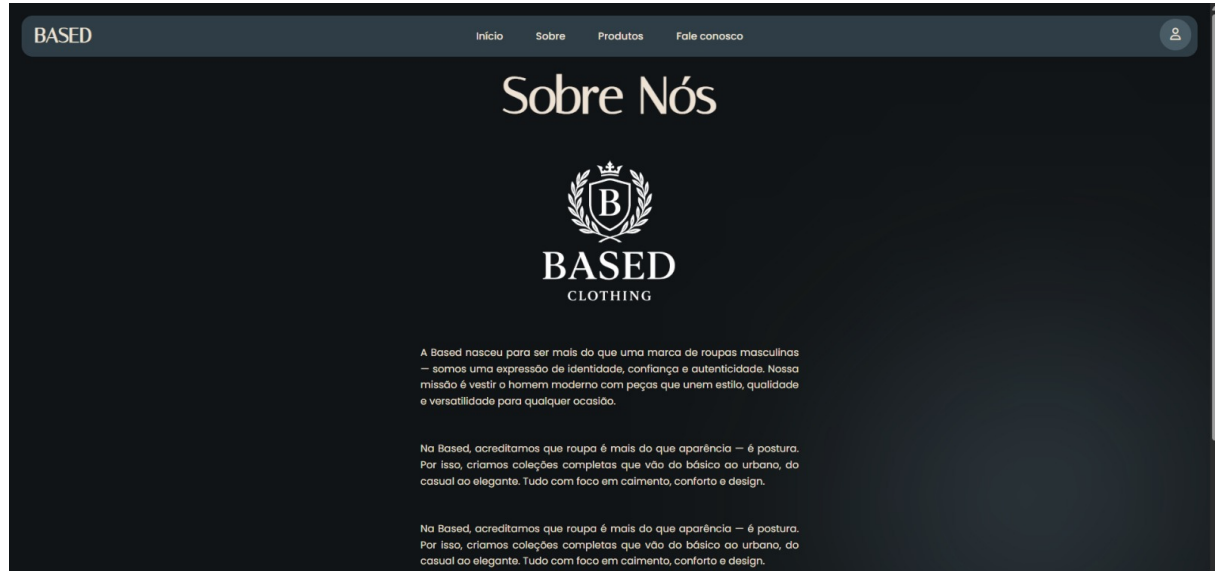 BASED
Início Sobre Produtos Fale conosco
Sobre Nós
B
BASED
CLOTHING
A Based nasceu para ser mais do que uma marca de roupas masculinas
— somos uma expressão de identidade, confiança e autenticidade. Nossa
missão é vestir o homem moderno com peças que unem estilo, qualidade
e versatilidade para qualquer ocasião.
Na Based, acreditamos que roupa é mais do que aparência — é postura.
Por isso, criamos coleções completas que vão do básico ao urbano, do
casual ao elegante. Tudo com foco em caimento, conforto e design.
Na Based, acreditamos que roupa é mais do que aparência — é postura.
Por isso, criamos coleções completas que vão do básico ao urbano, do
casual ao elegante. Tudo com foco em caimento, conforto e design.